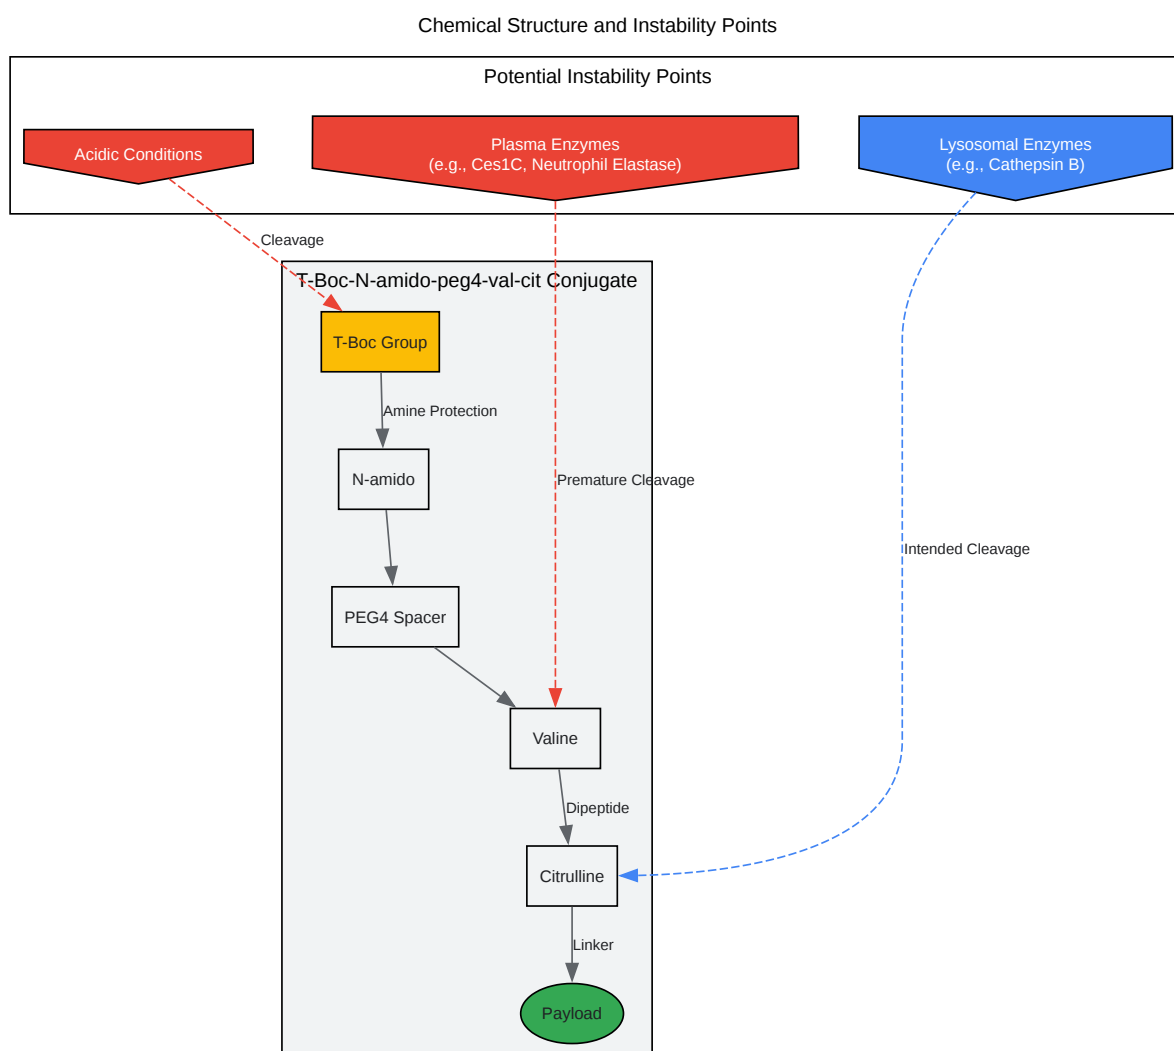 Chemical Structure and Instability Points
Potential Instability Points
Acidic Conditions
Plasma Enzymes
(e.g., Ces1C, Neutrophil Elastase)
Lysosomal Enzymes
(e.g., Cathepsin B)
Cleavage
T-Boc-N-amido-peg4-val-cit Conjugate
T-Boc Group
Amine Protection
N-amido
Premature Cleavage
Intended Cleavage
PEG4 Spacer
Valine
Dipeptide
Citrulline
Linker
Payload